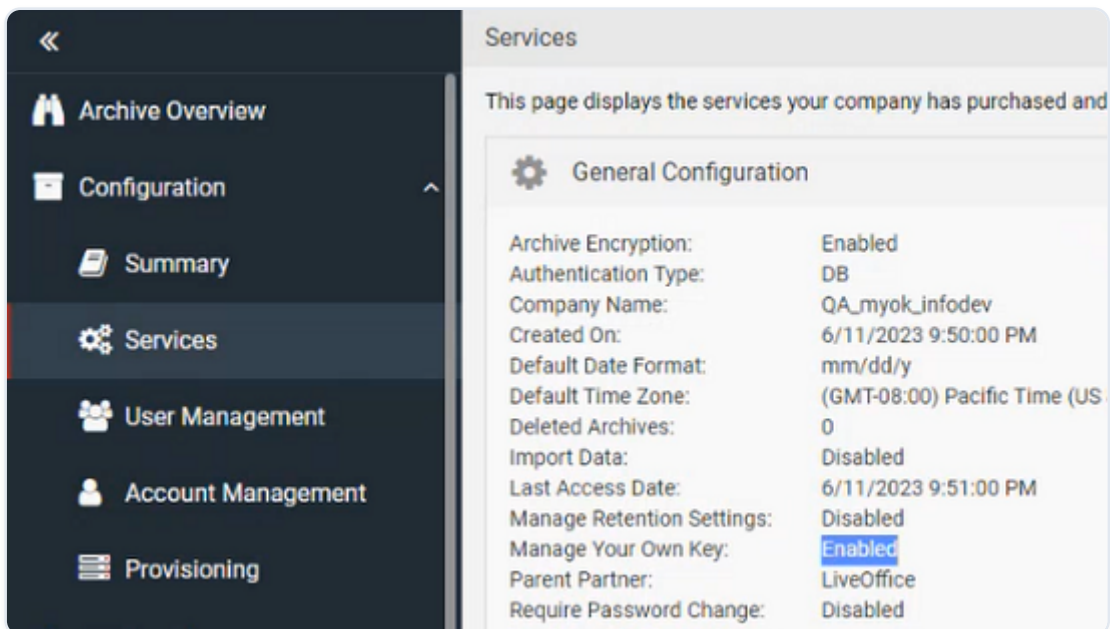 Archive Overview
Configuration
Summary
Services
User Management
Account Management
Provisioning
Services
This page displays the services your company has purchased and
General Configuration
Archive Encryption: Enabled
Authentication Type: DB
Company Name: QA_myok_infodev
Created On: 6/11/2023 9:50:00 PM
Default Date Format: mm/dd/y
Default Time Zone: (GMT-08:00) Pacific Time (US
Deleted Archives: 0
Import Data: Disabled
Last Access Date: 6/11/2023 9:51:00 PM
Manage Retention Settings: Disabled
Manage Your Own Key: Enabled
Parent Partner: LiveOffice
Require Password Change: Disabled